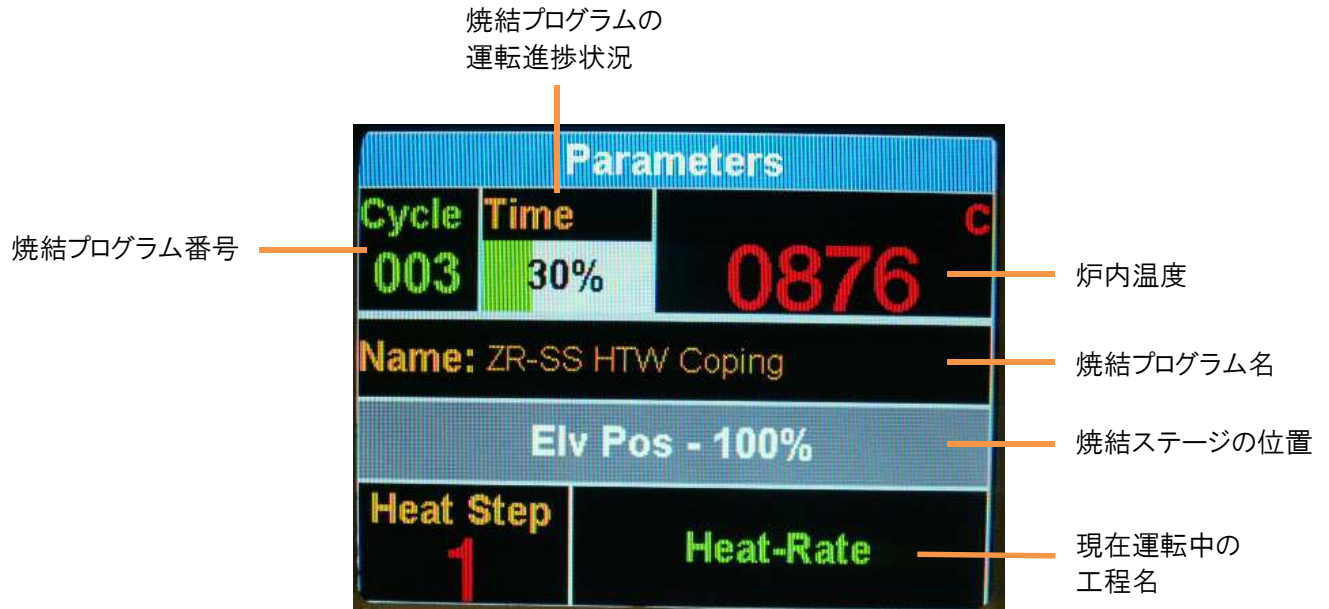 焼結プログラムの
運転進捗状況
Parameters
Cycle
Time
C
焼結プログラム番号
003
30%
0876
炉内温度
Name: ZR-SS HTW Coping
焼結プログラム名
Elv Pos - 100%
焼結ステージの位置
Heat Step
1
Heat-Rate
現在運転中の
工程名